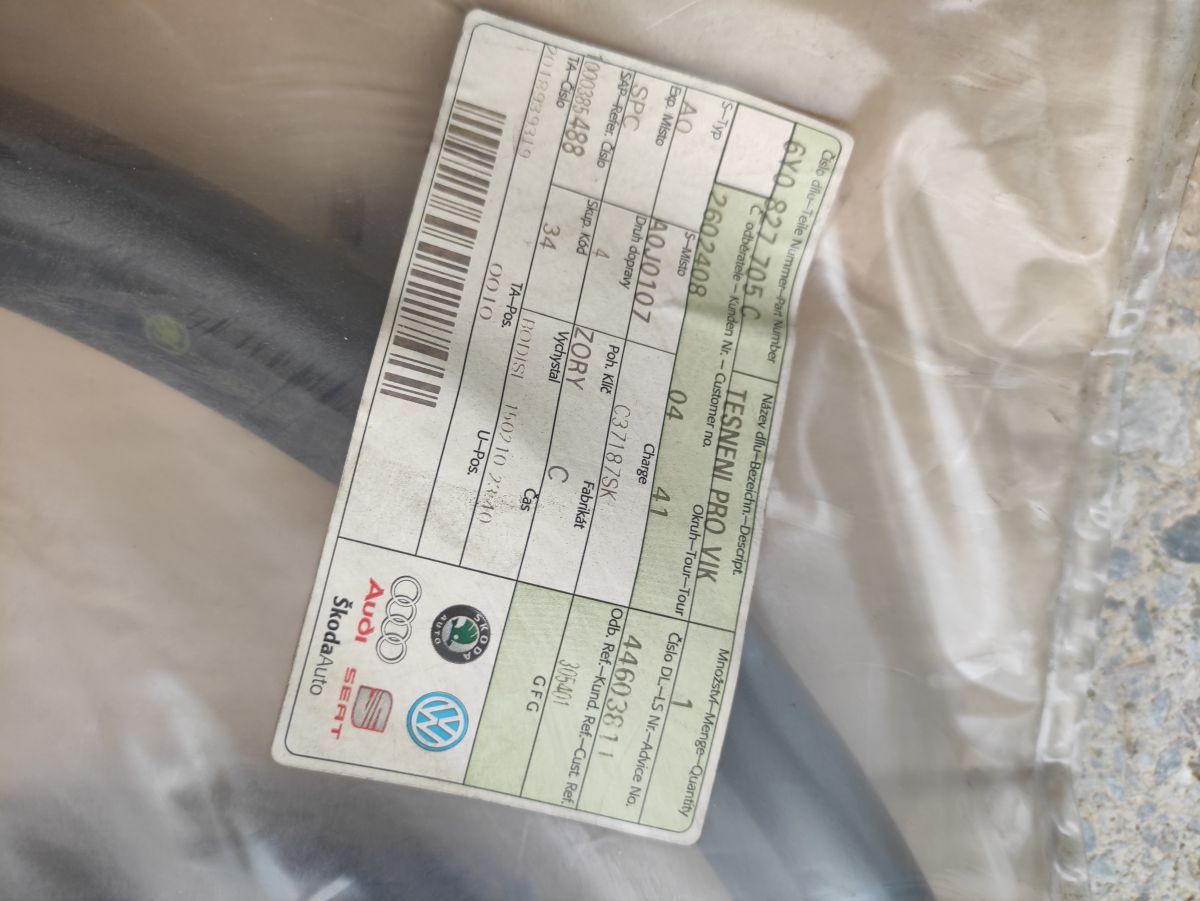 Číslo dílu–Teile Nummer–Part Number
Název dílu–Bezeichn.–Descript
Množství–Menge–Quantity
6Y0 827 705 C
TESNENI PRO VIK
1
S–Typ
Č odběratele – Kunden Nr. – Customer no.
Okruh–Tour–Tour
Číslo DL–LS Nr.–Advice No.
AO
2602408
04
41
44603811
Exp. Místo
S–Místo
Charge
Odb. Ref.–Kund. Ref.–Cust. Ref.
SPC
A0J0107
C37187SK
305401
SAP–Refer. Číslo
Druh dopravy
Poh. Klíč
Fabrikát
G F G
1000385488
4
ZORY
C
TA–Číslo
Skup. Kód
Vychystal
Čas
2018939319
34
BODISI
TA–Pos.
U–Pos.
0010
ŠKODA
AUTO
Audi
SEAT
ŠkodaAuto